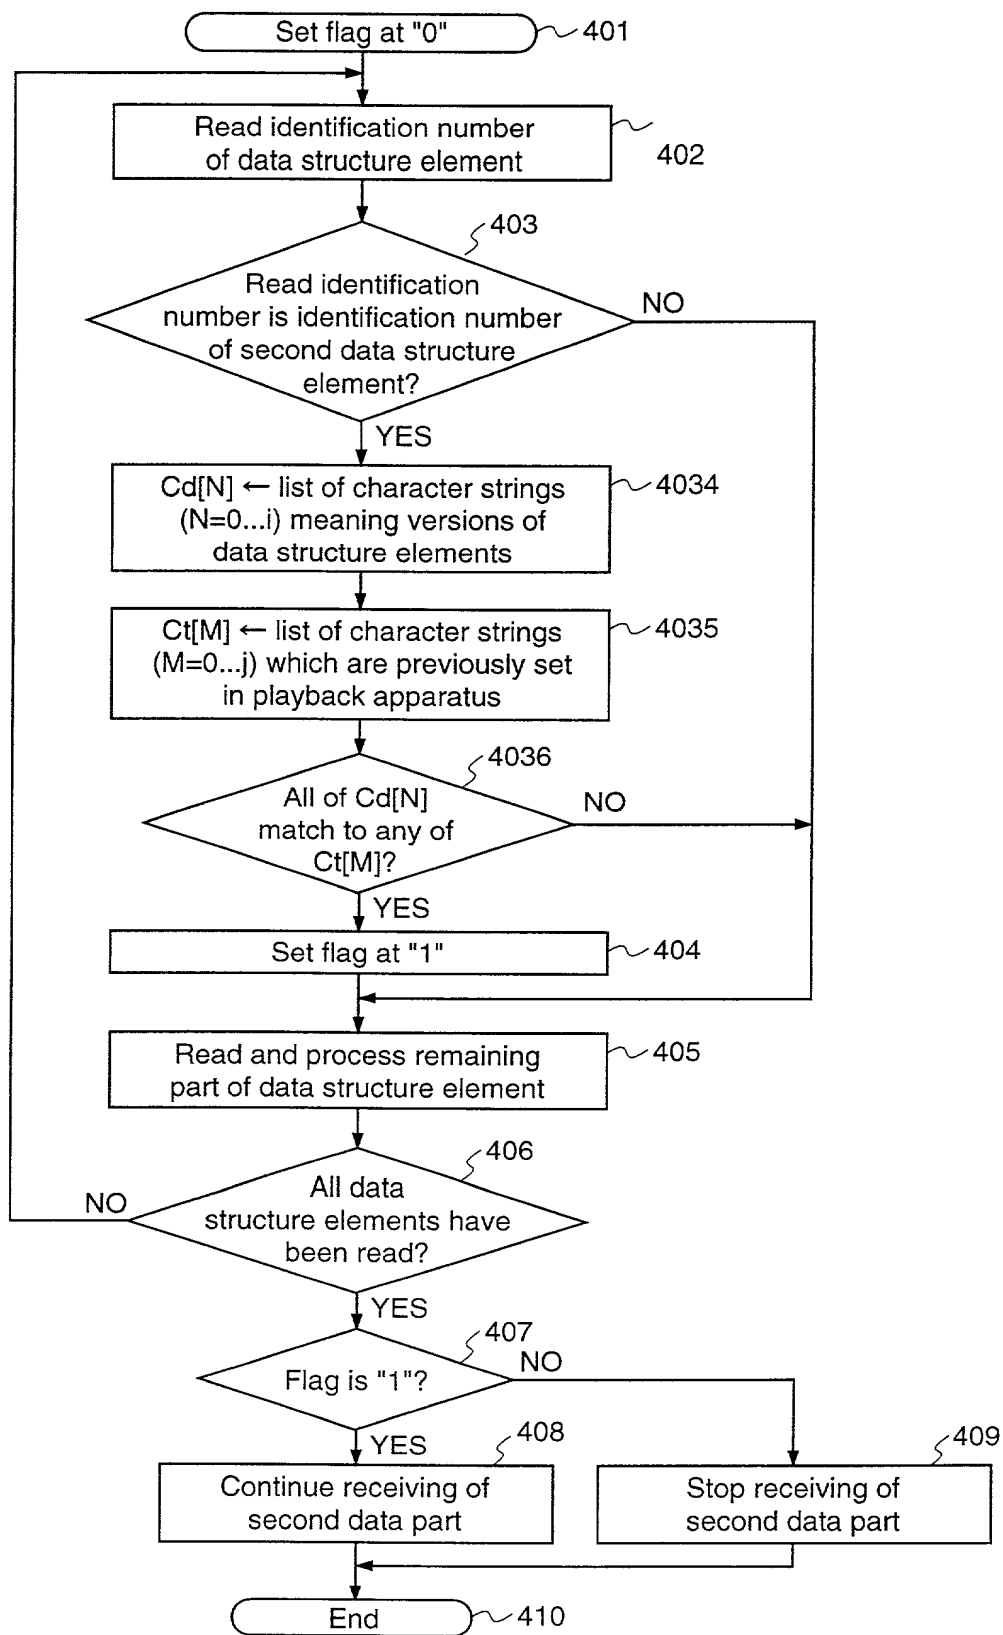 Set flag at "0"
401
Read identification number
of data structure element
402
403
Read identification
number is identification number
of second data structure
element?
NO
YES
Cd[N] ← list of character strings
(N=0...i) meaning versions of
data structure elements
4034
Ct[M] ← list of character strings
(M=0...j) which are previously set
in playback apparatus
4035
4036
All of Cd[N]
match to any of
Ct[M]?
NO
YES
Set flag at "1"
404
Read and process remaining
part of data structure element
405
406
All data
structure elements have
been read?
NO
YES
407
Flag is "1"?
NO
YES
408
Continue receiving of
second data part
409
Stop receiving of
second data part
End
410